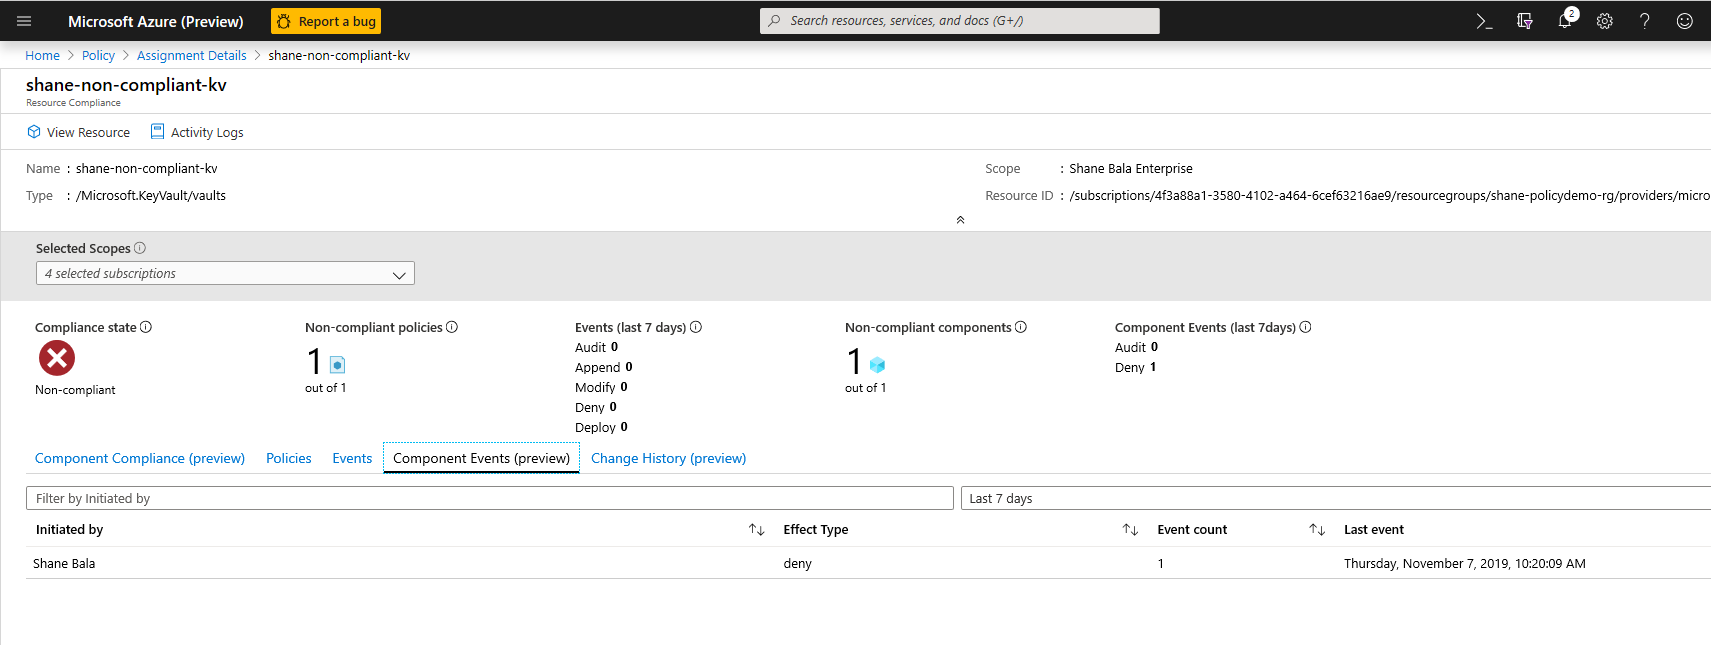 Microsoft Azure (Preview)
Report a bug
Search resources, services, and docs (G+/)
2
Home > Policy > Assignment Details > shane-non-compliant-kv
shane-non-compliant-kv
Resource Compliance
View Resource
Activity Logs
Name : shane-non-compliant-kv
Scope : Shane Bala Enterprise
Type : /Microsoft.KeyVault/vaults
Resource ID : /subscriptions/4f3a88a1-3580-4102-a464-6cef63216ae9/resourcegroups/shane-policydemo-rg/providers/micro
Selected Scopes
4 selected subscriptions
Compliance state
Non-compliant
Non-compliant policies
1
out of 1
Events (last 7 days)
Audit 0
Append 0
Modify 0
Deny 0
Deploy 0
Non-compliant components
1
out of 1
Component Events (last 7days)
Audit 0
Deny 1
Component Compliance (preview)
Policies
Events
Component Events (preview)
Change History (preview)
Filter by Initiated by
Last 7 days
Initiated by
Effect Type
Event count
Last event
Shane Bala
deny
1
Thursday, November 7, 2019, 10:20:09 AM